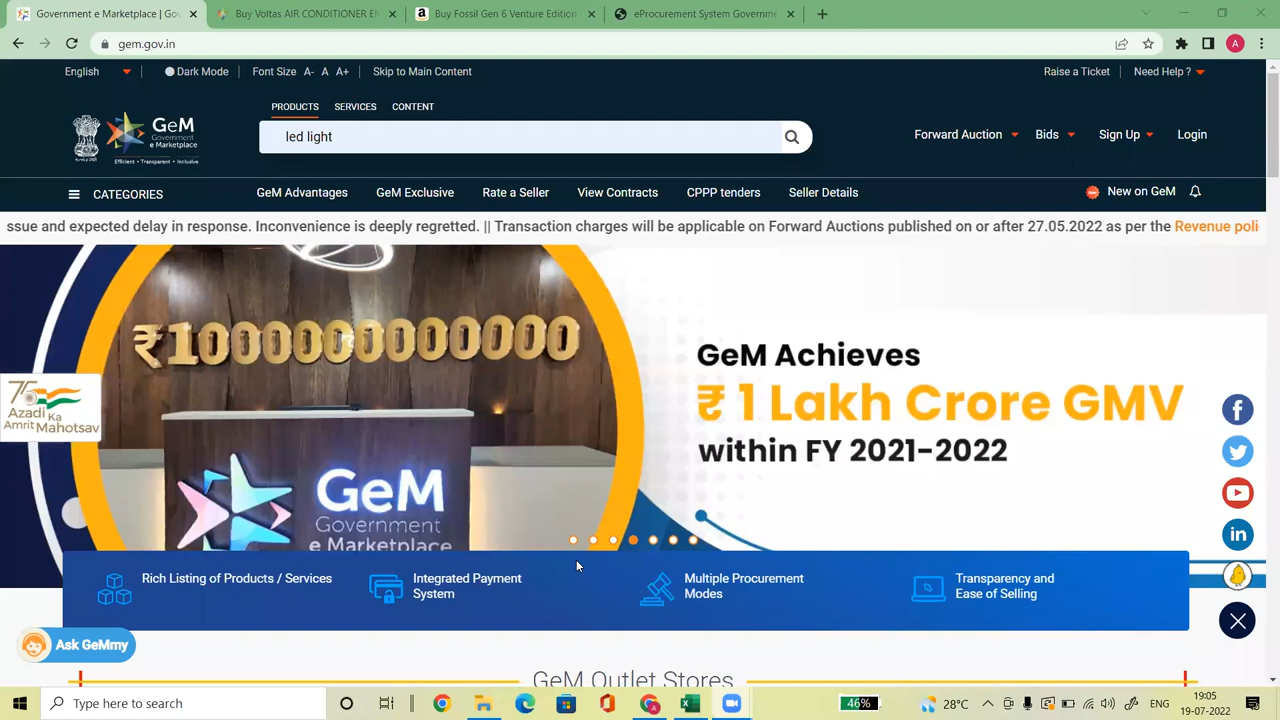 Government e Marketplace | Gov
Buy Voltas AIR CONDITIONER EN
Buy Fossil Gen 6 Venture Edition
eProcurement System Governme
gem.gov.in
A
English
Dark Mode
Font Size A- A A+
Skip to Main Content
Raise a Ticket
Need Help ?
PRODUCTS SERVICES CONTENT
GeM
Government
e Marketplace
Efficient • Transparent • Inclusive
led light
Forward Auction
Bids
Sign Up
Login
CATEGORIES
GeM Advantages
GeM Exclusive
Rate a Seller
View Contracts
CPPP tenders
Seller Details
New on GeM
ssue and expected delay in response. Inconvenience is deeply regretted. || Transaction charges will be applicable on Forward Auctions published on or after 27.05.2022 as per the Revenue poli
₹1000000000000
GeM Achieves
₹ 1 Lakh Crore GMV
within FY 2021-2022
75
Azadi Ka
Amrit Mahotsav
GeM
Government
e Marketplace
Rich Listing of Products / Services
Integrated Payment
System
Multiple Procurement
Modes
Transparency and
Ease of Selling
Ask GeMmy
GeM Outlet Stores
Type here to search
46%
28°C
ENG
19:05
19-07-2022